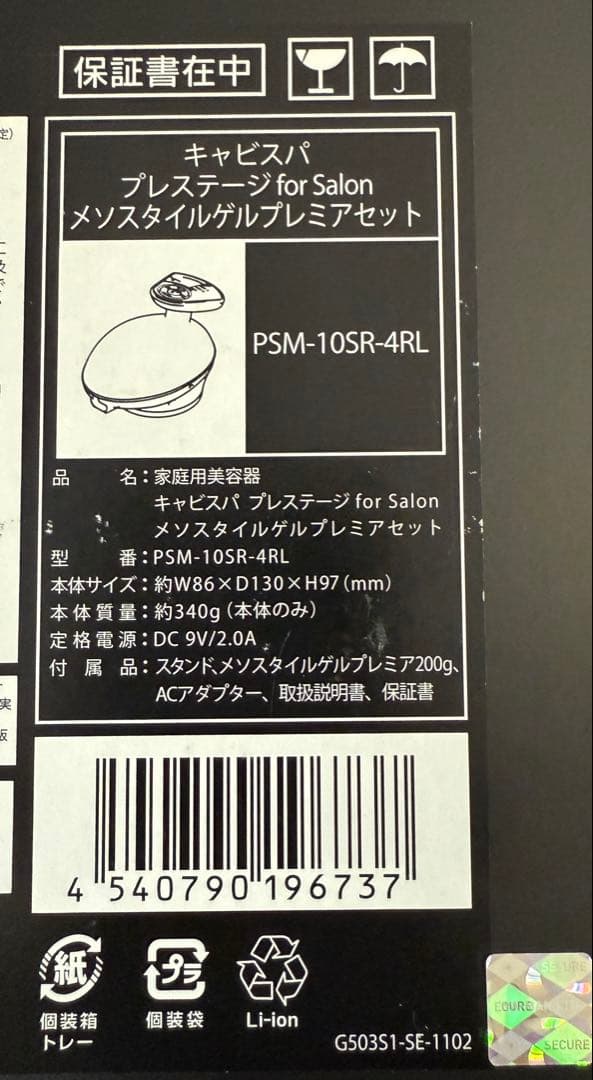 保証書在中
キャビスパ
プレステージ for Salon
メソスタイルゲルプレミアセット
PSM-10SR-4RL
品名：家庭用美容器
キャビスパ プレステージ for Salon
メソスタイルゲルプレミアセット
型番：PSM-10SR-4RL
本体サイズ：約W86×D130×H97（mm）
本体質量：約340g（本体のみ）
定格電源：DC 9V/2.0A
付属品：スタンド、メソスタイルゲルプレミア200g、
ACアダプター、取扱説明書、保証書
4 540790 196737
紙
個装箱
トレー
プラ
個装袋
Li-ion
G503S1-SE-1102
SECURE
SECURE